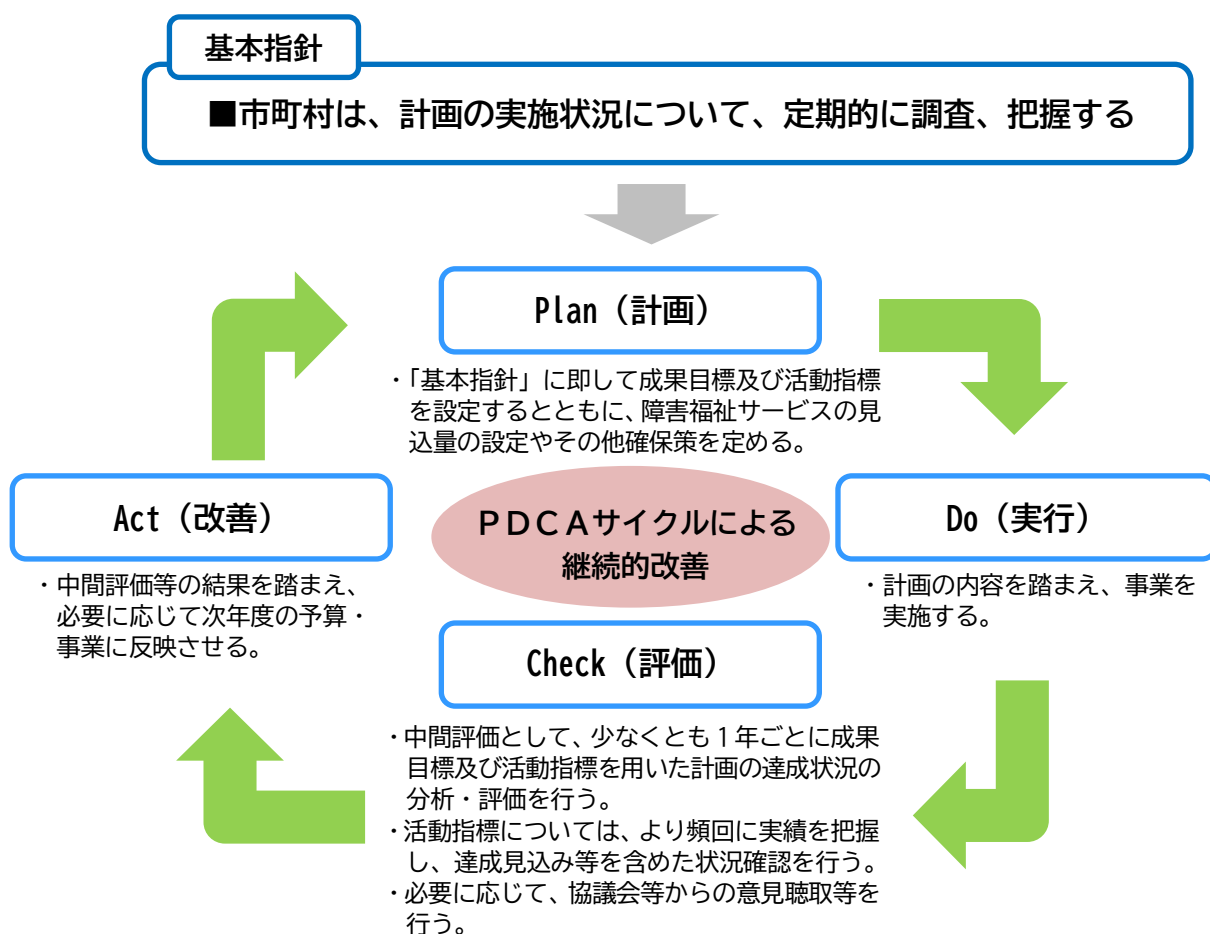 基本指針
■市町村は、計画の実施状況について、定期的に調査、把握する
Plan（計画）
・「基本指針」に即して成果目標及び活動指標
を設定するとともに、障害福祉サービスの見
込量の設定やその他確保策を定める。
Act（改善）
・中間評価等の結果を踏まえ、
必要に応じて次年度の予算・
事業に反映させる。
ＰＤＣＡサイクルによる
継続的改善
Do（実行）
・計画の内容を踏まえ、事業を
実施する。
Check（評価）
・中間評価として、少なくとも１年ごとに成果
目標及び活動指標を用いた計画の達成状況の
分析・評価を行う。
・活動指標については、より頻回に実績を把握
し、達成見込み等を含めた状況確認を行う。
・必要に応じて、協議会等からの意見聴取等を
行う。